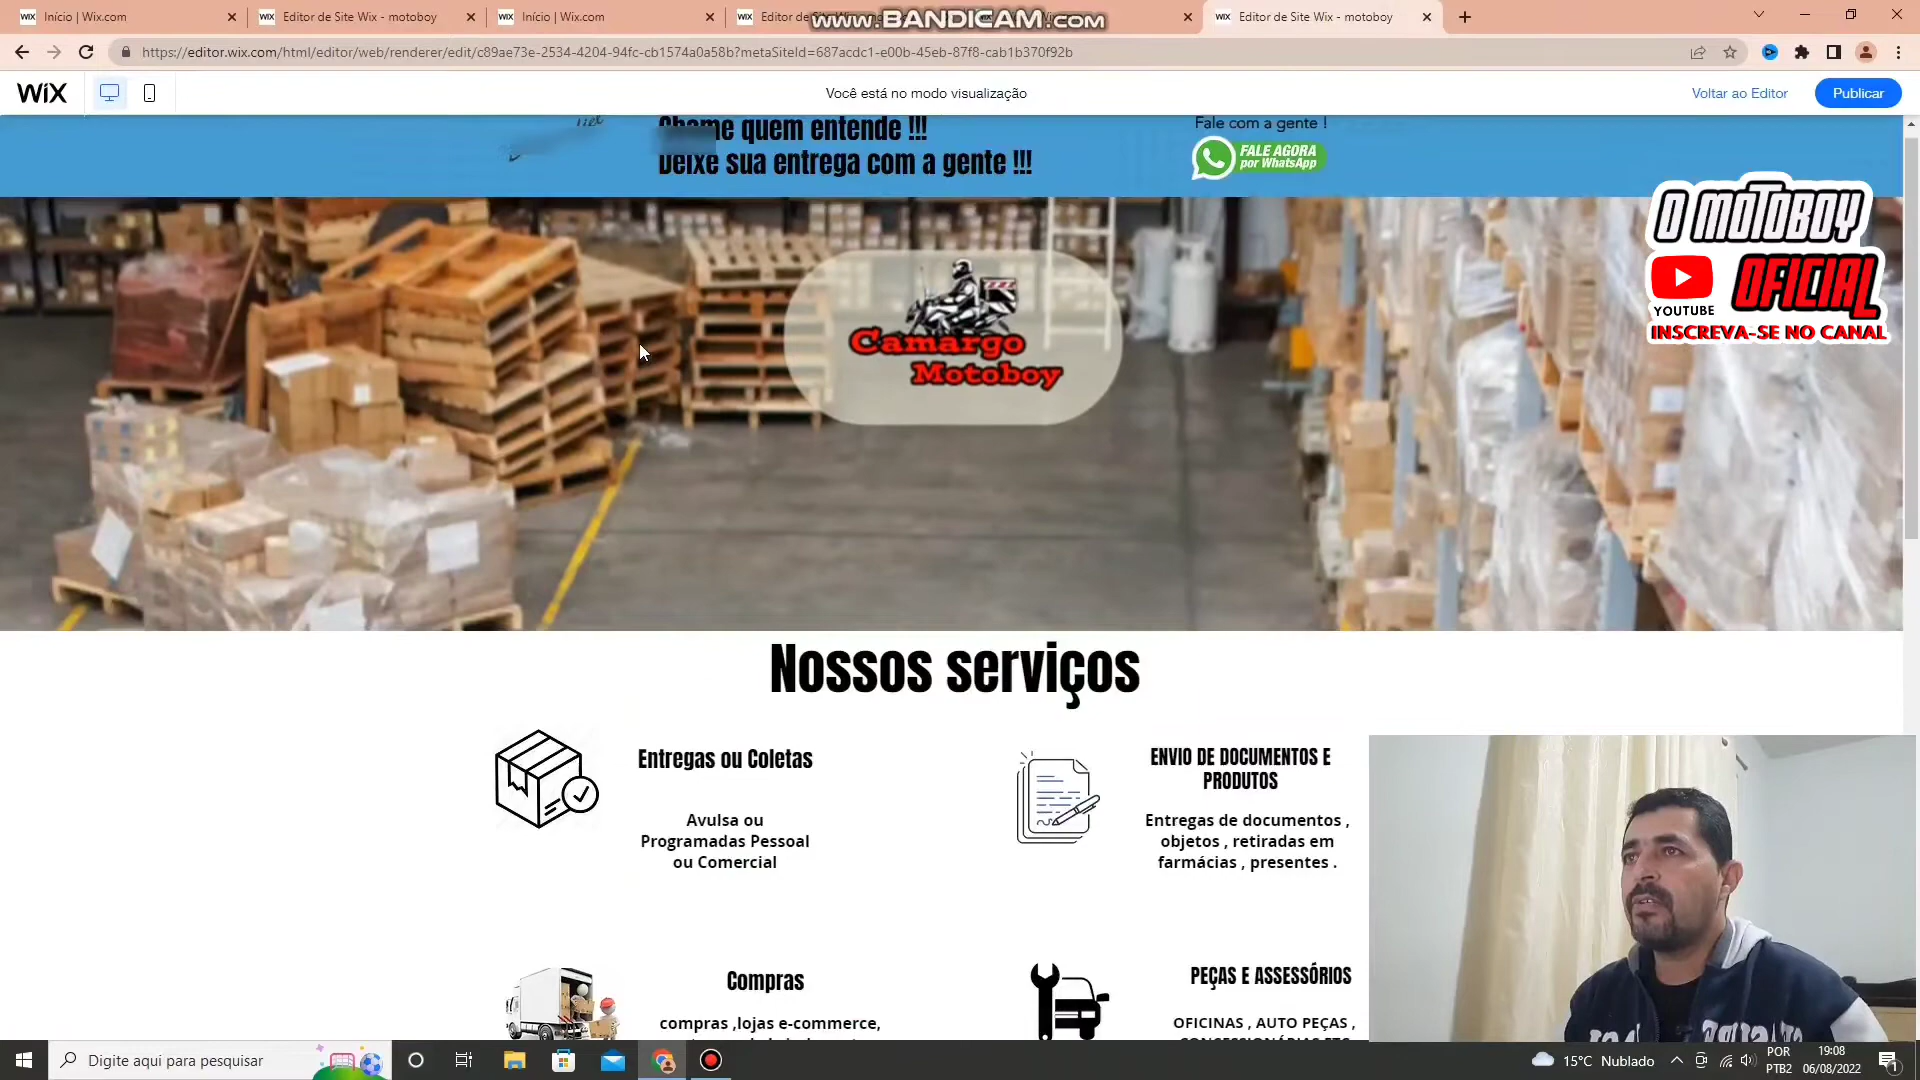 Início | Wix.com
Editor de Site Wix - motoboy
Início | Wix.com
Editor de Site Wix
www.BANDICAM.com
Editor de Site Wix - motoboy
https://editor.wix.com/html/editor/web/renderer/edit/c89ae73e-2534-4204-94fc-cb1574a0a58b?metaSiteId=687acdc1-e00b-45eb-87f8-cab1b370f92b
WiX
Você está no modo visualização
Voltar ao Editor
Publicar
Chame quem entende !!!
Deixe sua entrega com a gente !!!
Fale com a gente !
FALE AGORA
por WhatsApp
O MOTOBOY
OFICIAL
YOUTUBE
INSCREVA-SE NO CANAL
Camargo
Motoboy
Nossos serviços
Entregas ou Coletas
Avulsa ou
Programadas Pessoal
ou Comercial
ENVIO DE DOCUMENTOS E
PRODUTOS
Entregas de documentos ,
objetos , retiradas em
farmácias , presentes .
Compras
compras ,lojas e-commerce,
PEÇAS E ASSESSÓRIOS
OFICINAS , AUTO PEÇAS ,
CONCESSIONÁRIAS ETC
Digite aqui para pesquisar
15°C Nublado
POR
PTB2
19:08
06/08/2022
1